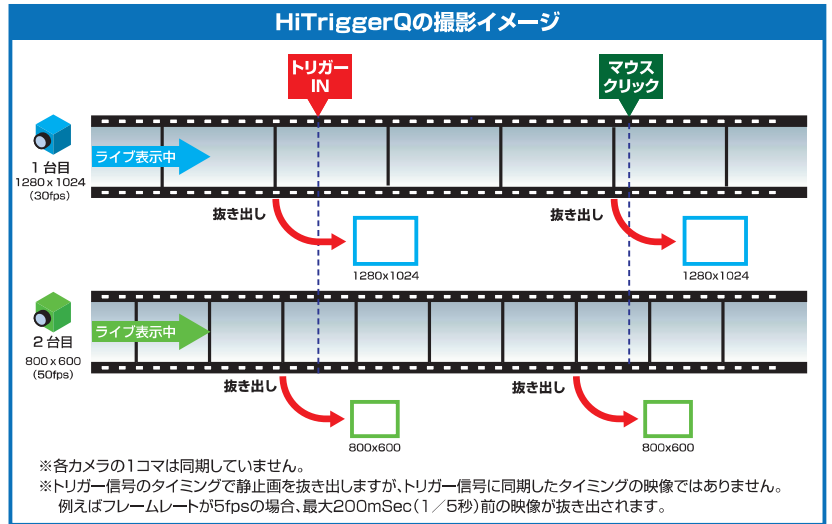 HiTriggerQの撮影イメージ
トリガー
IN
マウス
クリック
ライブ表示中
1台目
1280x1024
(30fps)
抜き出し
抜き出し
1280x1024
1280x1024
ライブ表示中
2台目
800x600
(50fps)
抜き出し
抜き出し
800x600
800x600
※各カメラの1コマは同期していません。
※トリガー信号のタイミングで静止画を抜き出しますが、トリガー信号に同期したタイミングの映像ではありません。
例えばフレームレートが5fpsの場合、最大200mSec(1/5秒)前の映像が抜き出されます。